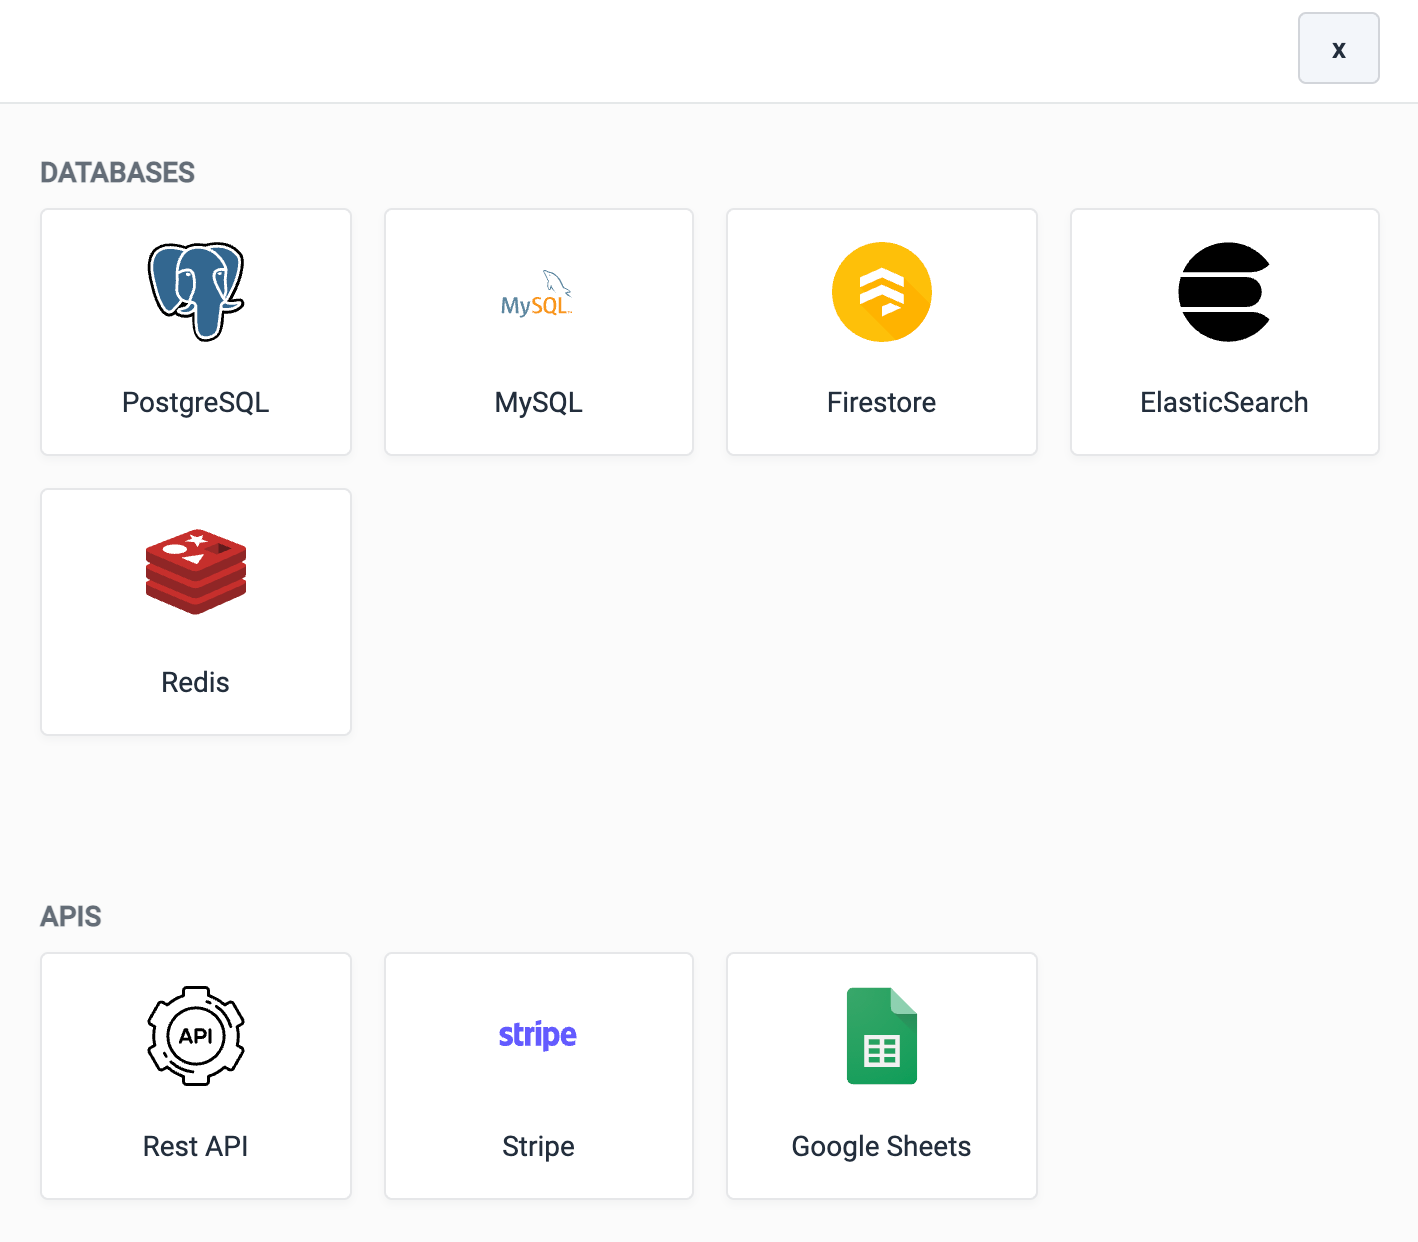 x
DATABASES
MySQL
PostgreSQL
MySQL
Firestore
ElasticSearch
Redis
APIS
API
stripe
Rest API
Stripe
Google Sheets